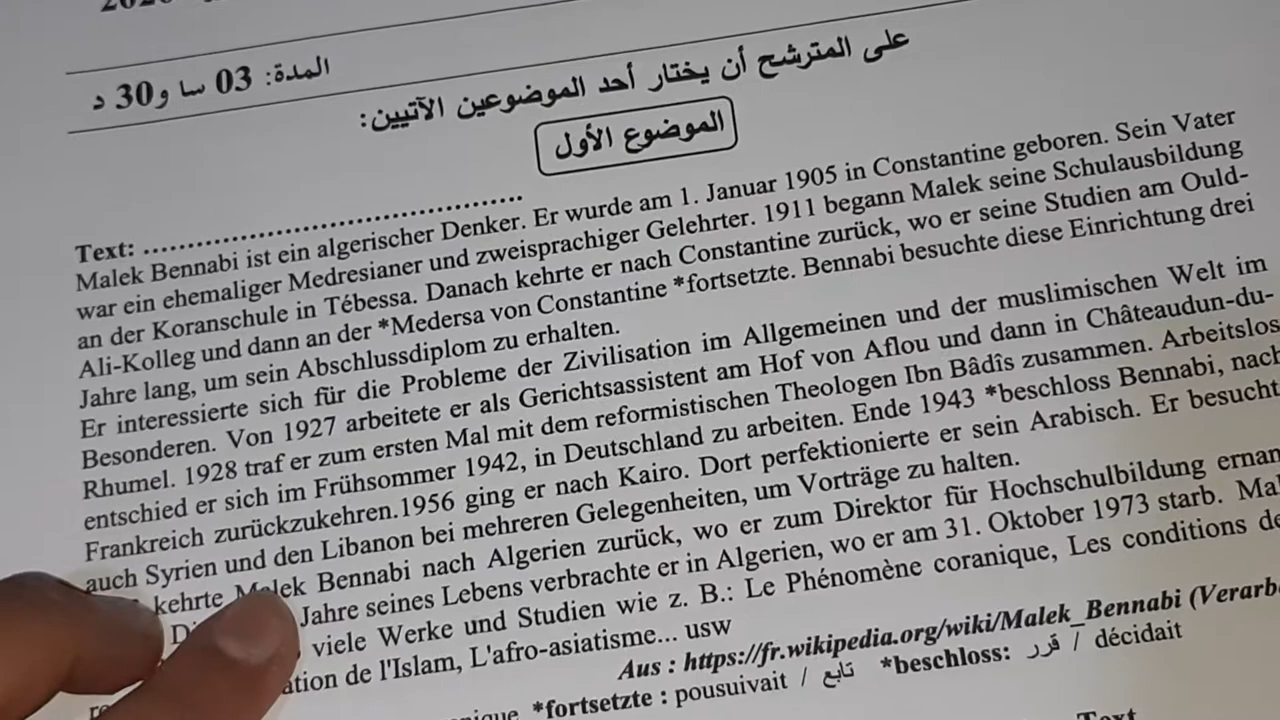 المدة: 03 سا و30 د
على المترشح أن يختار أحد الموضوعين الآتيين:
الموضوع الأول
Text: ..........................................
Malek Bennabi ist ein algerischer Denker. Er wurde am 1. Januar 1905 in Constantine geboren. Sein Vater
war ein ehemaliger Medresianer und zweisprachiger Gelehrter. 1911 begann Malek seine Schulausbildung
an der Koranschule in Tébessa. Danach kehrte er nach Constantine zurück, wo er seine Studien am Ould-
Ali-Kolleg und dann an der *Medersa von Constantine *fortsetzte. Bennabi besuchte diese Einrichtung drei
Jahre lang, um sein Abschlussdiplom zu erhalten.
Er interessierte sich für die Probleme der Zivilisation im Allgemeinen und der muslimischen Welt im
Besonderen. Von 1927 arbeitete er als Gerichtsassistent am Hof von Aflou und dann in Châteaudun-du-
Rhumel. 1928 traf er zum ersten Mal mit dem reformistischen Theologen Ibn Bâdîs zusammen. Arbeitslos
entschied er sich im Frühsommer 1942, in Deutschland zu arbeiten. Ende 1943 *beschloss Bennabi, nach
Frankreich zurückzukehren.1956 ging er nach Kairo. Dort perfektionierte er sein Arabisch. Er besucht
auch Syrien und den Libanon bei mehreren Gelegenheiten, um Vorträge zu halten.
kehrte Malek Bennabi nach Algerien zurück, wo er zum Direktor für Hochschulbildung ernan
Jahre seines Lebens verbrachte er in Algerien, wo er am 31. Oktober 1973 starb. Mal
viele Werke und Studien wie z. B.: Le Phénomène coranique, Les conditions de
ation de l'Islam, L'afro-asiatisme... usw
Aus : https://fr.wikipedia.org/wiki/Malek_Bennabi (Verarb
*fortsetzte : pousuivait / تابع *beschloss: قرر / décidait
Text